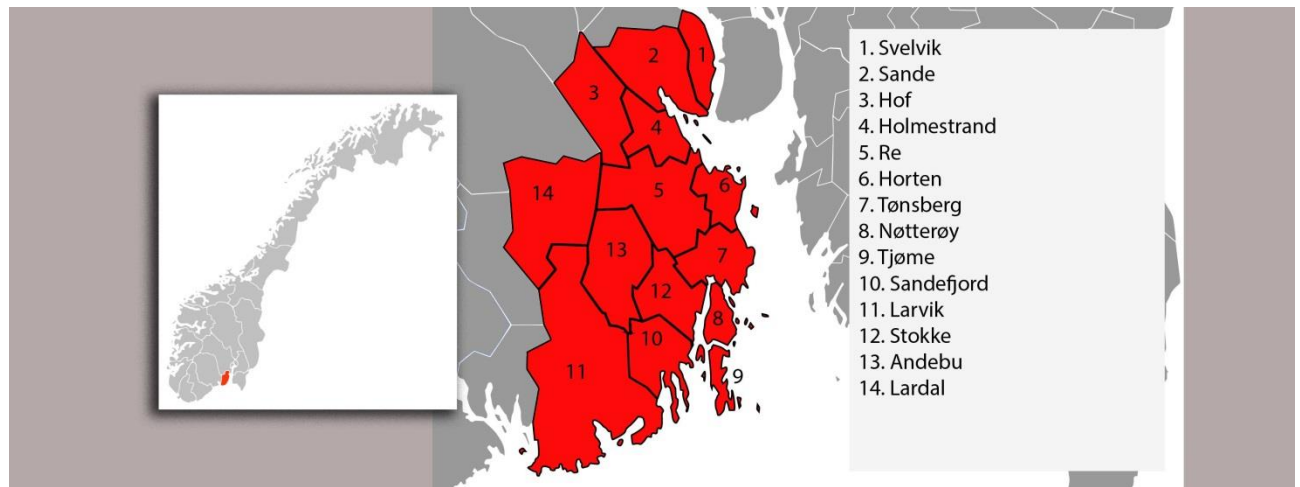 2
1
3
4
14
5
6
13
7
12
8
10
11
9
1. Svelvik
2. Sande
3. Hof
4. Holmestrand
5. Re
6. Horten
7. Tønsberg
8. Nøtterøy
9. Tjøme
10. Sandefjord
11. Larvik
12. Stokke
13. Andebu
14. Lardal